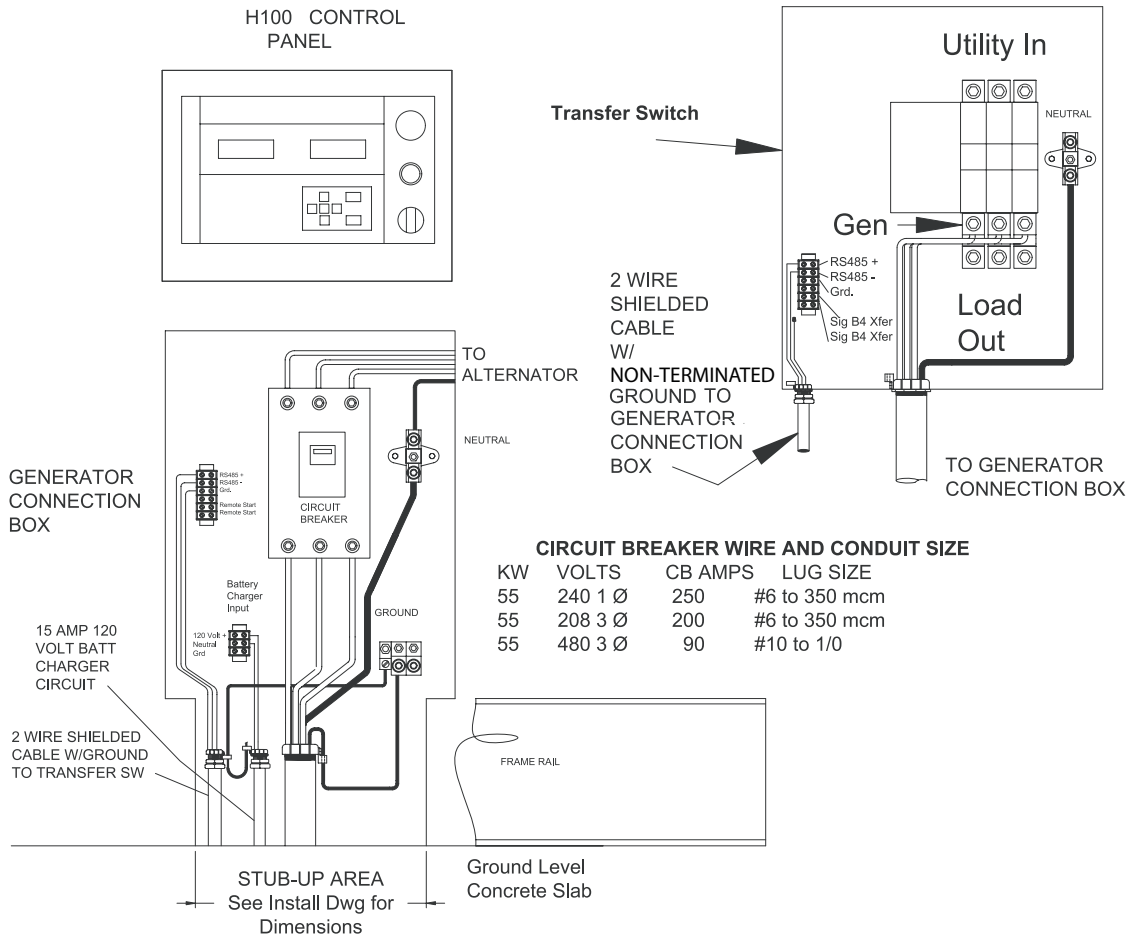 H100 CONTROL
PANEL
Utility In
Transfer Switch
NEUTRAL
Gen
RS485 +
RS485 -
Grd.
Sig B4 Xfer
Sig B4 Xfer
Load
Out
2 WIRE
SHIELDED
CABLE
W/
NON-TERMINATED
GROUND TO
GENERATOR
CONNECTION
BOX
TO GENERATOR
CONNECTION BOX
TO
ALTERNATOR
NEUTRAL
GENERATOR
CONNECTION
BOX
RS485 +
RS485 -
Grd.
Remote Start
Remote Start
CIRCUIT
BREAKER
Battery
Charger
Input
120 Volt +
Neutral
Grd
GROUND
15 AMP 120
VOLT BATT
CHARGER
CIRCUIT
2 WIRE SHIELDED
CABLE W/GROUND
TO TRANSFER SW
CIRCUIT BREAKER WIRE AND CONDUIT SIZE
KW VOLTS CB AMPS LUG SIZE
55 240 1 Ø 250 #6 to 350 mcm
55 208 3 Ø 200 #6 to 350 mcm
55 480 3 Ø 90 #10 to 1/0
FRAME RAIL
STUB-UP AREA
See Install Dwg for
Dimensions
Ground Level
Concrete Slab